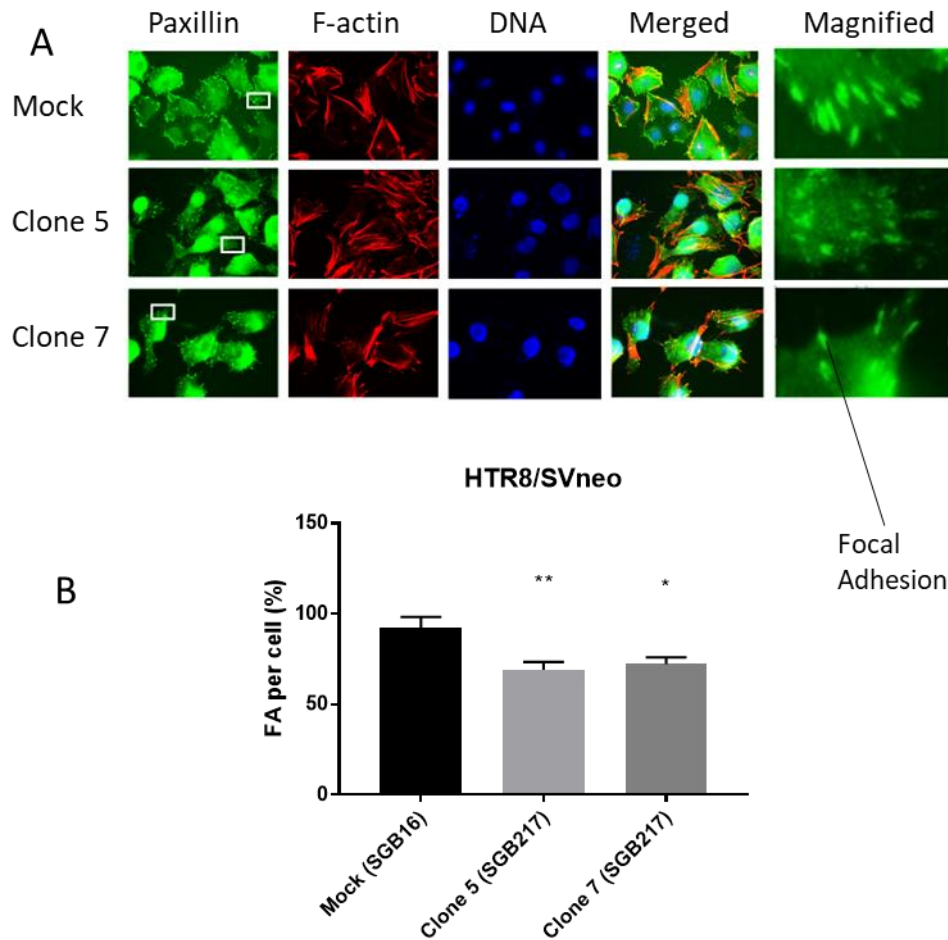 A
Paxillin
F-actin
DNA
Merged
Magnified
Mock
Clone 5
Clone 7
Focal
Adhesion
B
HTR8/SVneo
FA per cell (%)
150
100
50
0
**
*
Mock (SGB16)
Clone 5 (SGB217)
Clone 7 (SGB217)